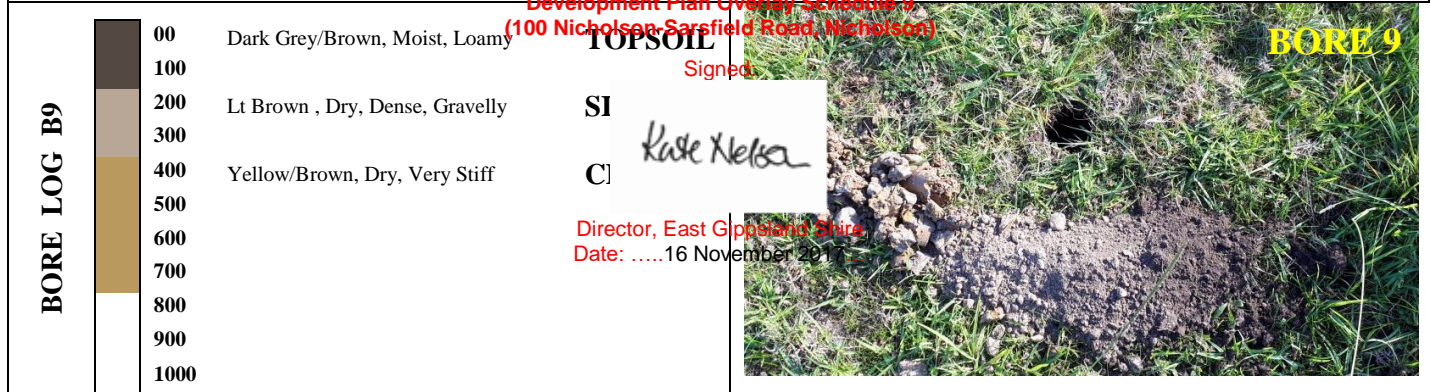 Development Plan Overlay Schedule 9
(100 Nicholson-Sarsfield Road, Nicholson)
Signed:
Kate Nelson
Director, East Gippsland Shire
Date: .....16 November 2017...
BORE LOG B9
00 Dark Grey/Brown, Moist, Loamy TOPSOIL
100
200 Lt Brown , Dry, Dense, Gravelly
300
400 Yellow/Brown, Dry, Very Stiff
500
600
700
800
900
1000
BORE 9